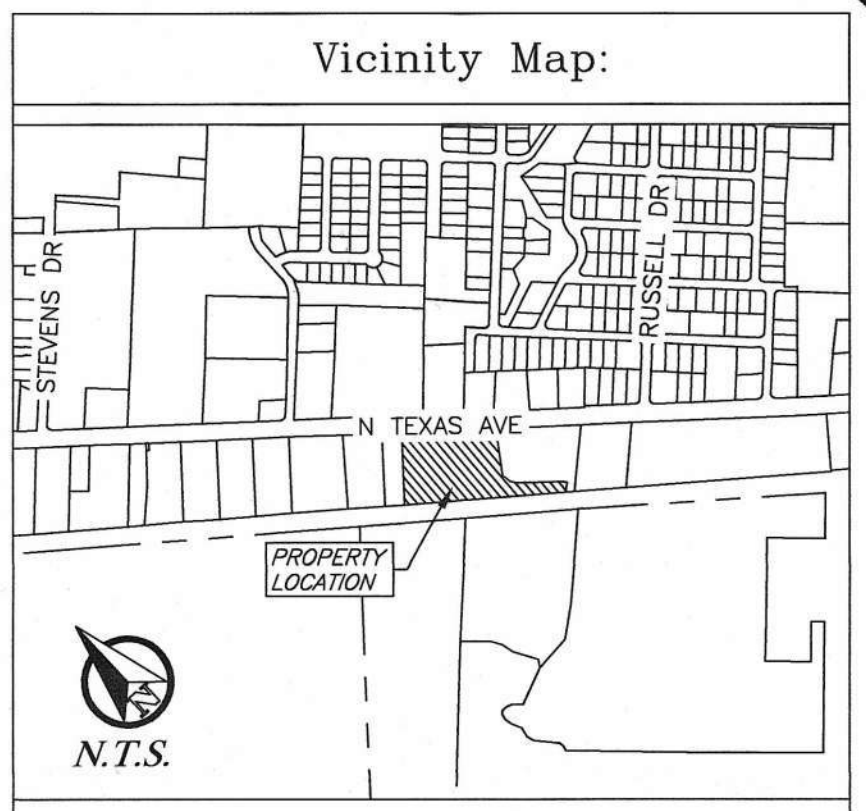 Vicinity Map:
STEVENS DR
RUSSELL DR
N TEXAS AVE
PROPERTY
LOCATION
N
N.T.S.